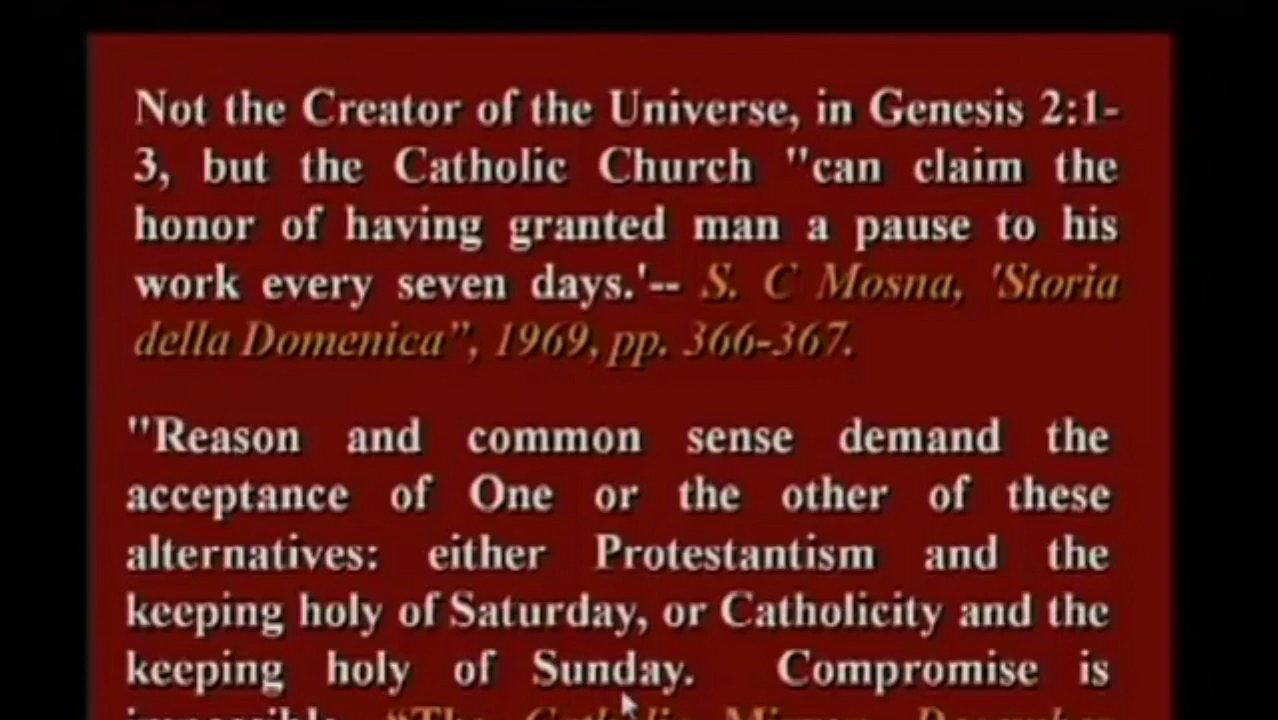 Not the Creator of the Universe, in Genesis 2:1-
3, but the Catholic Church "can claim the
honor of having granted man a pause to his
work every seven days.'-- S. C Mosna, 'Storia
della Domenica”, 1969, pp. 366-367.
"Reason and common sense demand the
acceptance of One or the other of these
alternatives: either Protestantism and the
keeping holy of Saturday, or Catholicity and the
keeping holy of Sunday. Compromise is
“The Catholic Mirror,